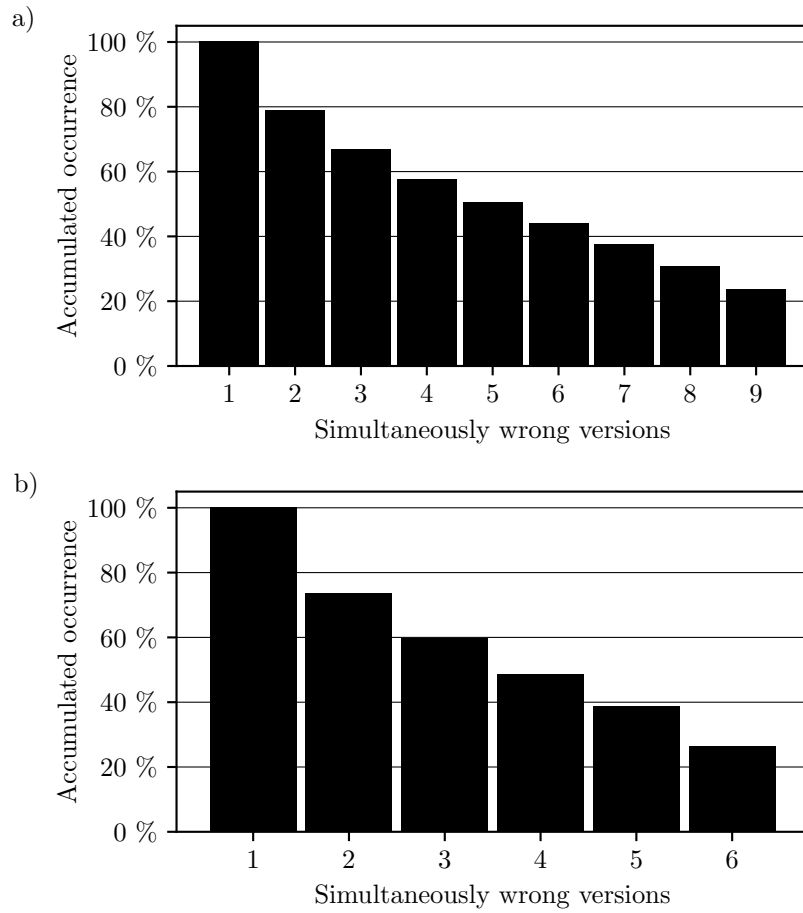 a)
100 %
80 %
60 %
40 %
20 %
0 %
Accumulated occurrence
1 2 3 4 5 6 7 8 9
Simultaneously wrong versions
b)
100 %
80 %
60 %
40 %
20 %
0 %
Accumulated occurrence
1 2 3 4 5 6
Simultaneously wrong versions